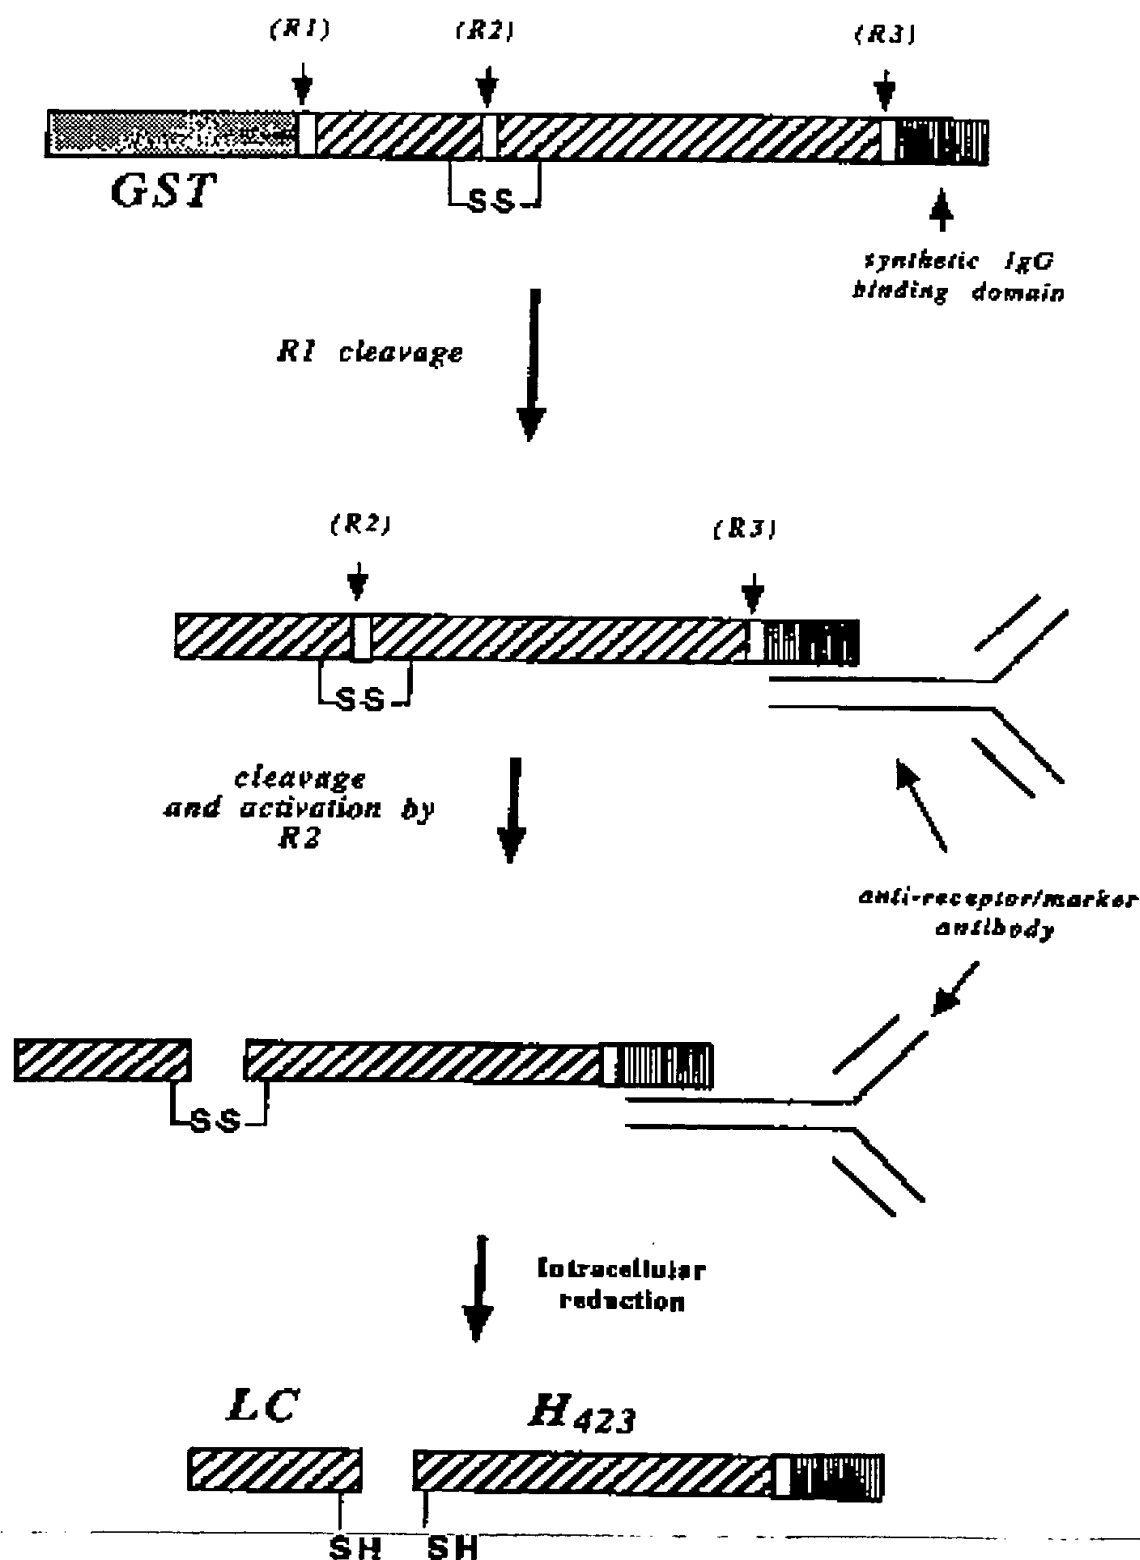 (R1) (R2) (R3)
GST
SS
synthetic IgG
binding domain
R1 cleavage
(R2) (R3)
SS
cleavage
and activation by
R2
anti-receptor/marker
antibody
SS
Intracellular
reduction
LC H423
SH SH